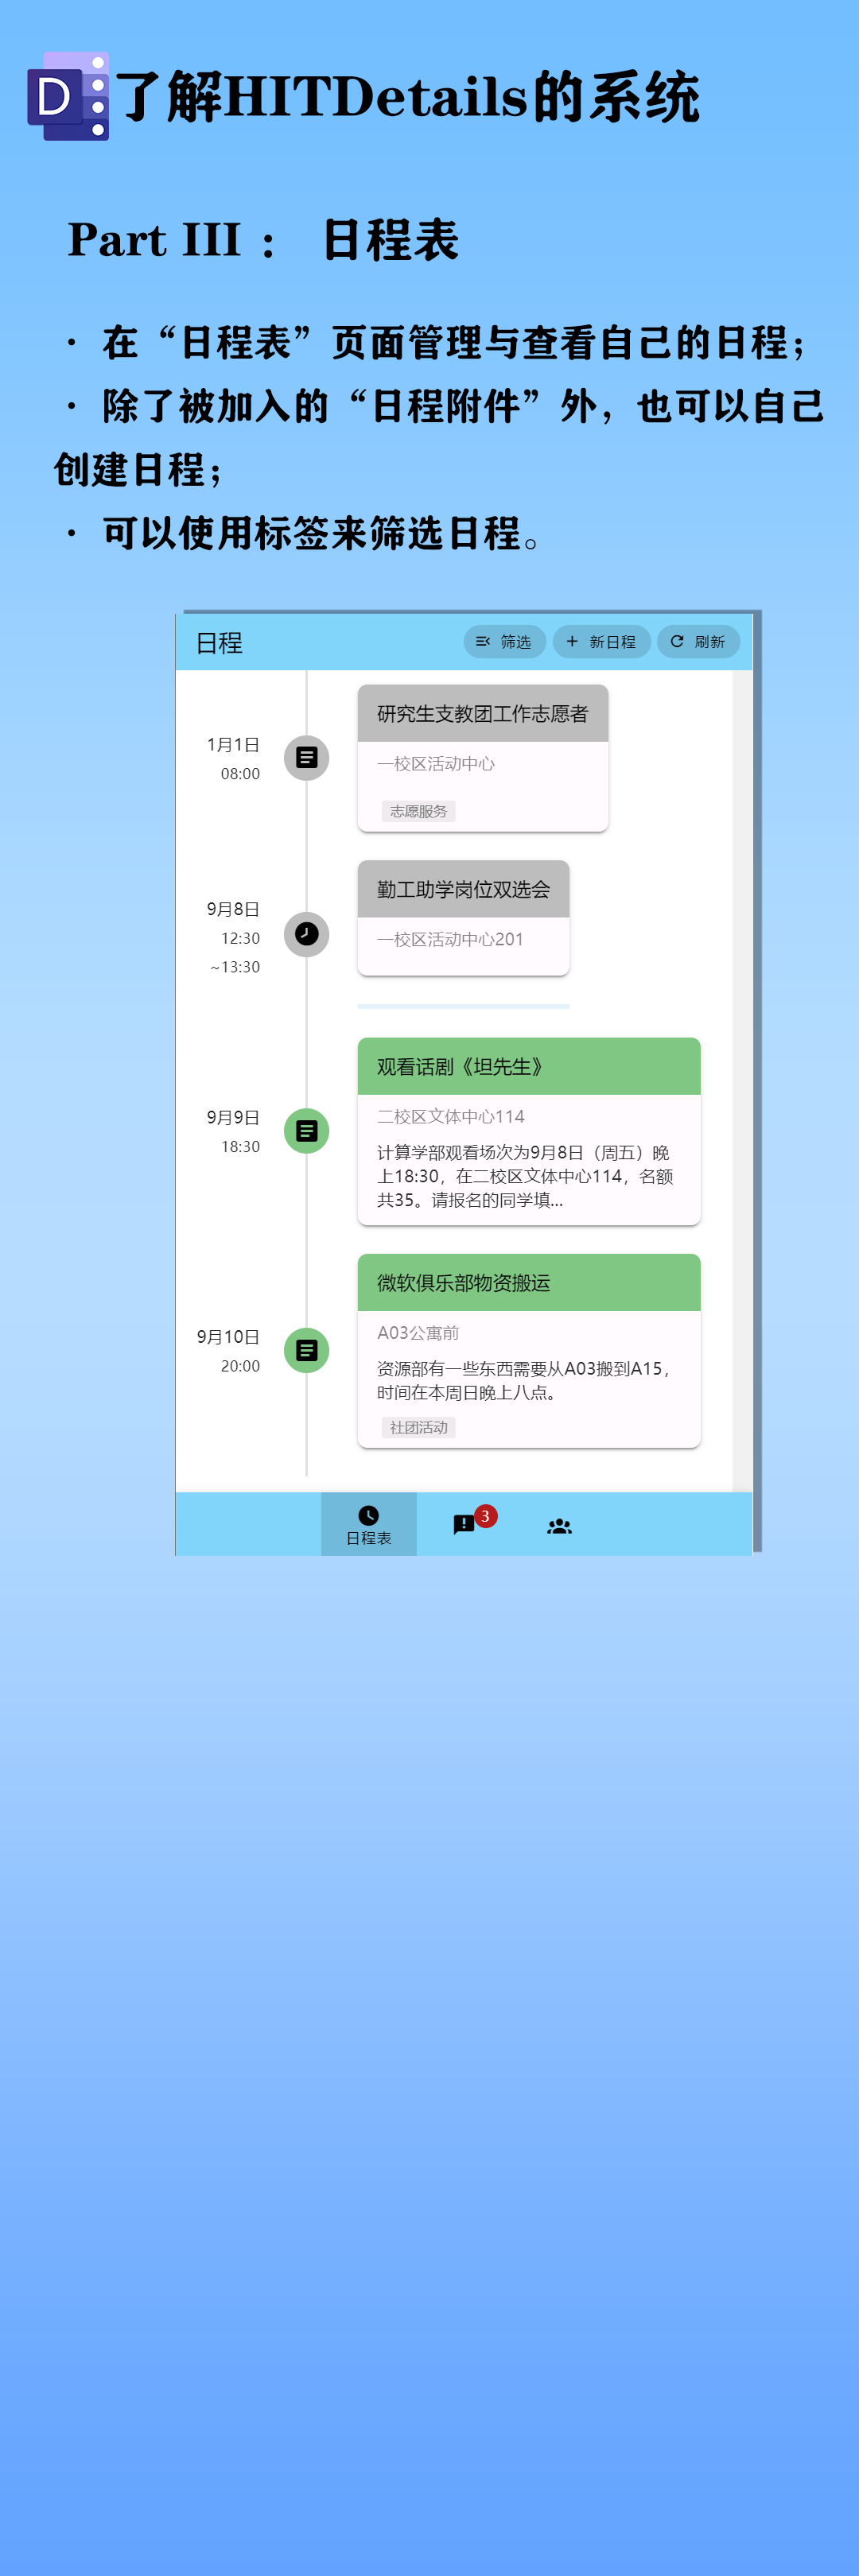 D 了解HITDetails的系统
Part III： 日程表
· 在“日程表”页面管理与查看自己的日程；
· 除了被加入的“日程附件”外，也可以自己
创建日程；
· 可以使用标签来筛选日程。
日程 筛选 新日程 刷新
研究生支教团工作志愿者
1月1日
08:00
一校区活动中心
志愿服务
勤工助学岗位双选会
9月8日
12:30
~13:30
一校区活动中心201
观看话剧《坦先生》
9月9日
18:30
二校区文体中心114
计算学部观看场次为9月8日（周五）晚
上18:30，在二校区文体中心114，名额
共35。请报名的同学填...
微软俱乐部物资搬运
9月10日
20:00
A03公寓前
资源部有一些东西需要从A03搬到A15，
时间在本周日晚上八点。
社团活动
日程表
3